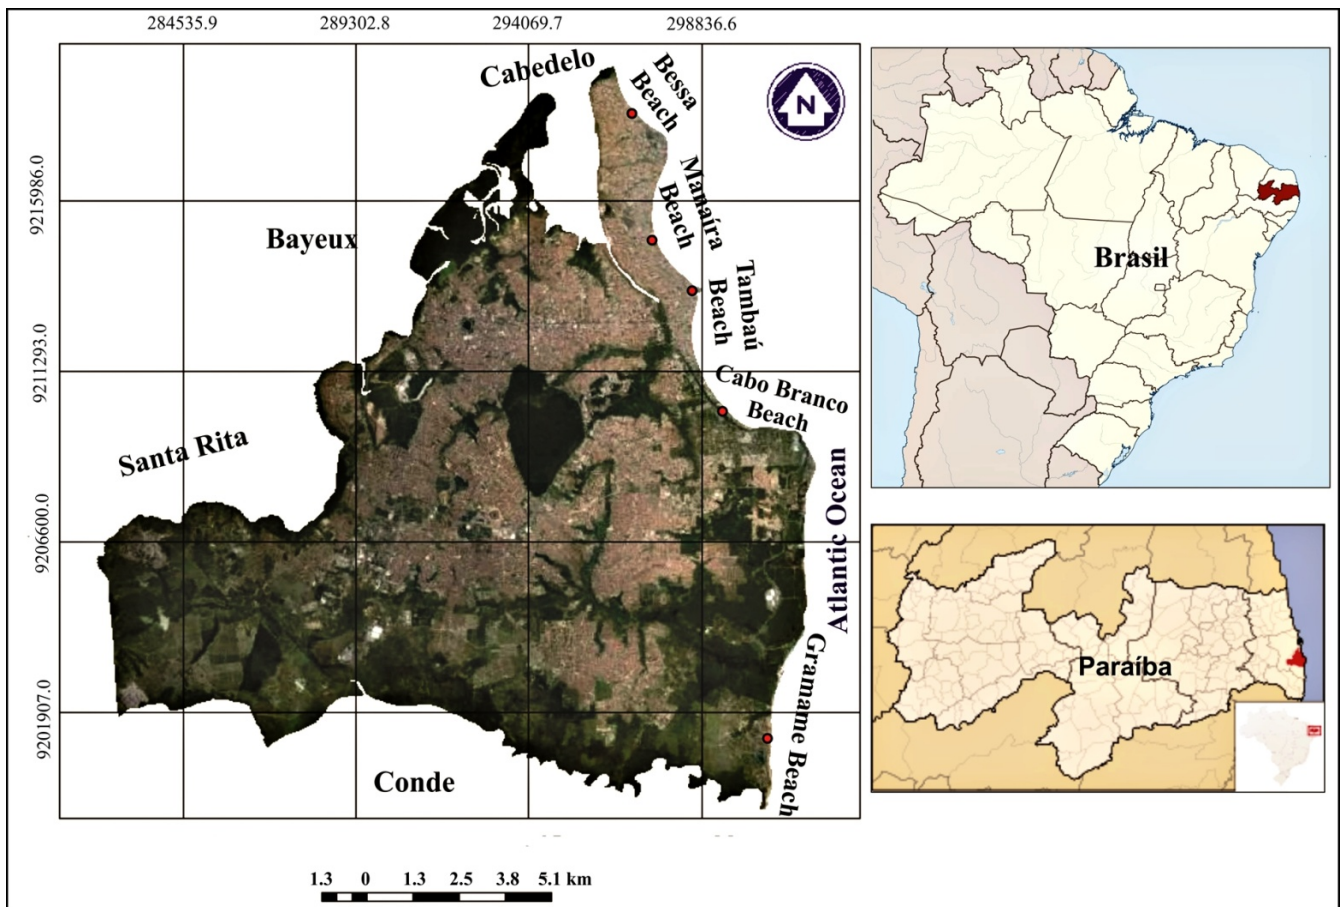 284535.9 289302.8 294069.7 298836.6
9215986.0
9211293.0
9206600.0
9201907.0
Cabedelo
Bessa
Beach
N
Manaíra
Beach
Bayeux
Tambaú
Beach
Cabo Branco
Beach
Santa Rita
Atlantic Ocean
Gramame Beach
Conde
1.3 0 1.3 2.5 3.8 5.1 km
Brasil
Paraíba